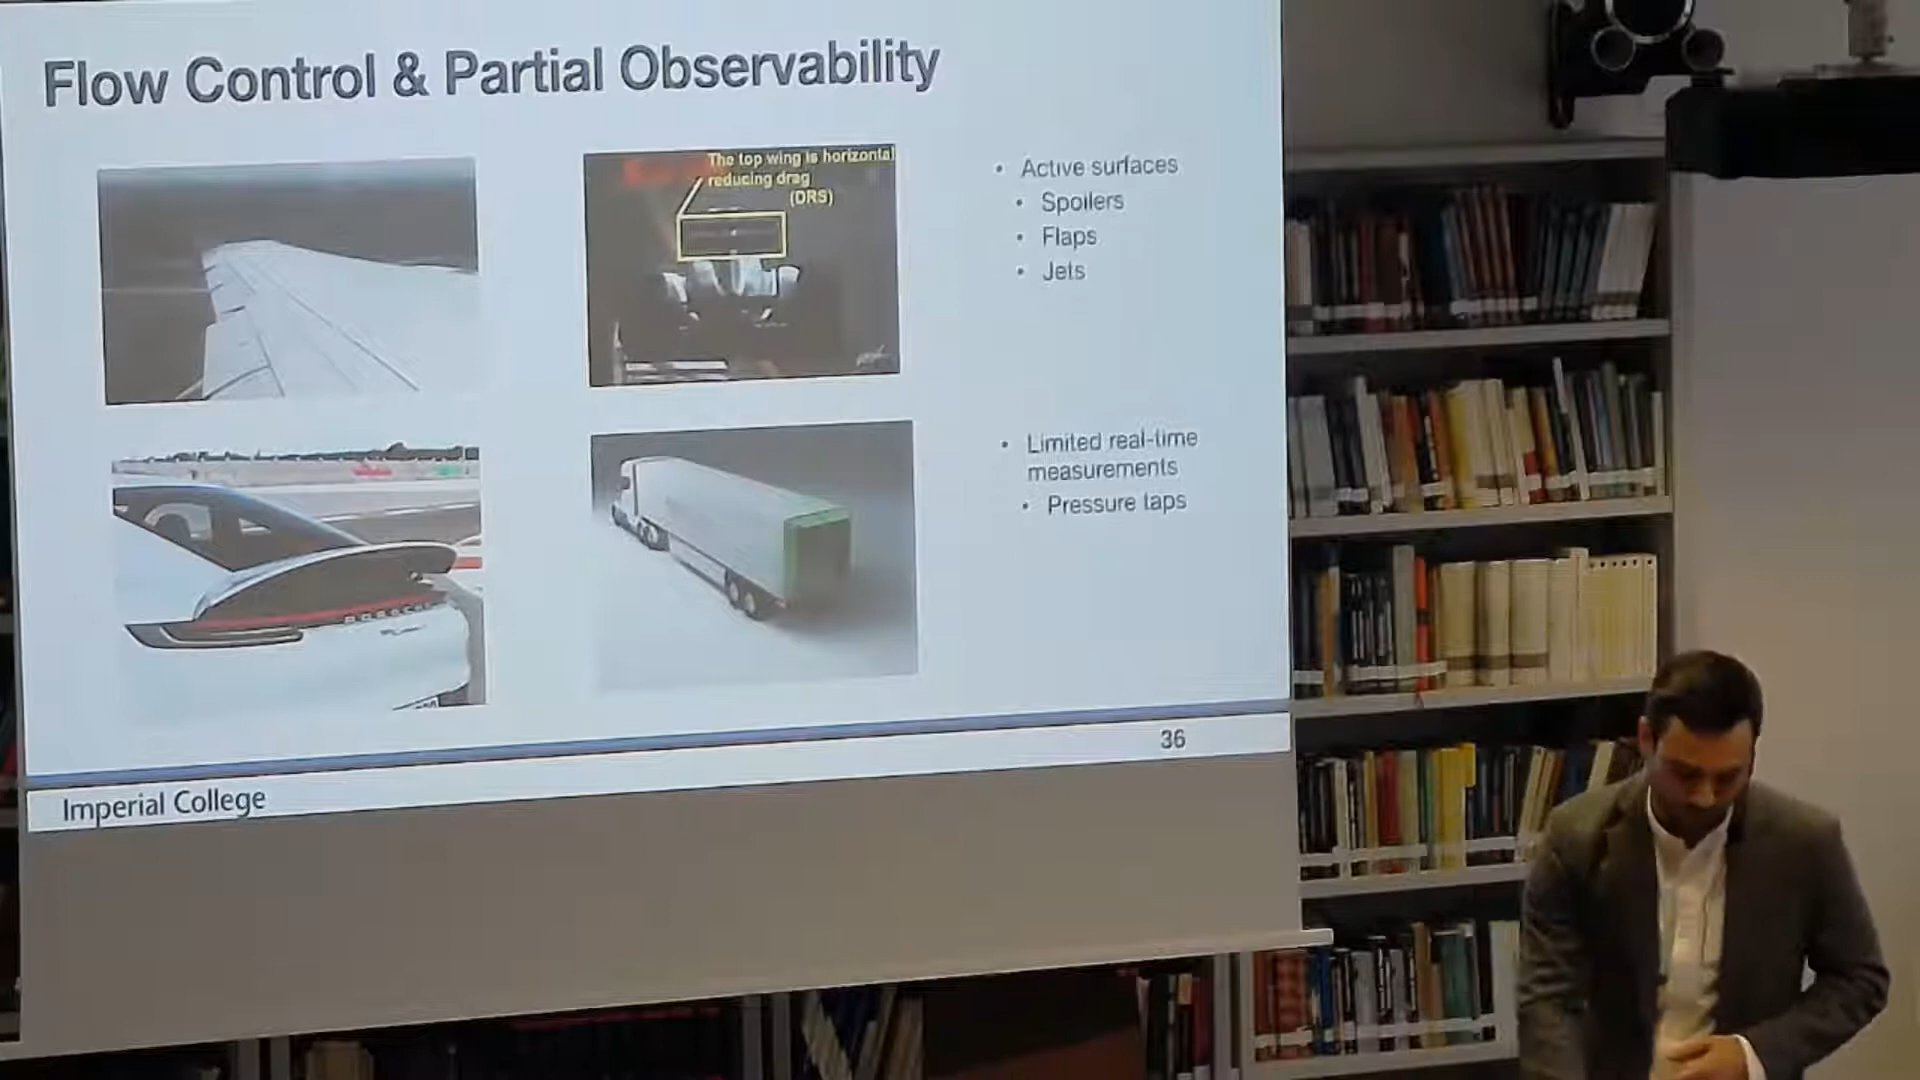 Flow Control & Partial Observability
The top wing is horizontal
reducing drag
(DRS)
• Active surfaces
• Spoilers
• Flaps
• Jets
• Limited real-time
measurements
• Pressure taps
PORSCHE
36
Imperial College